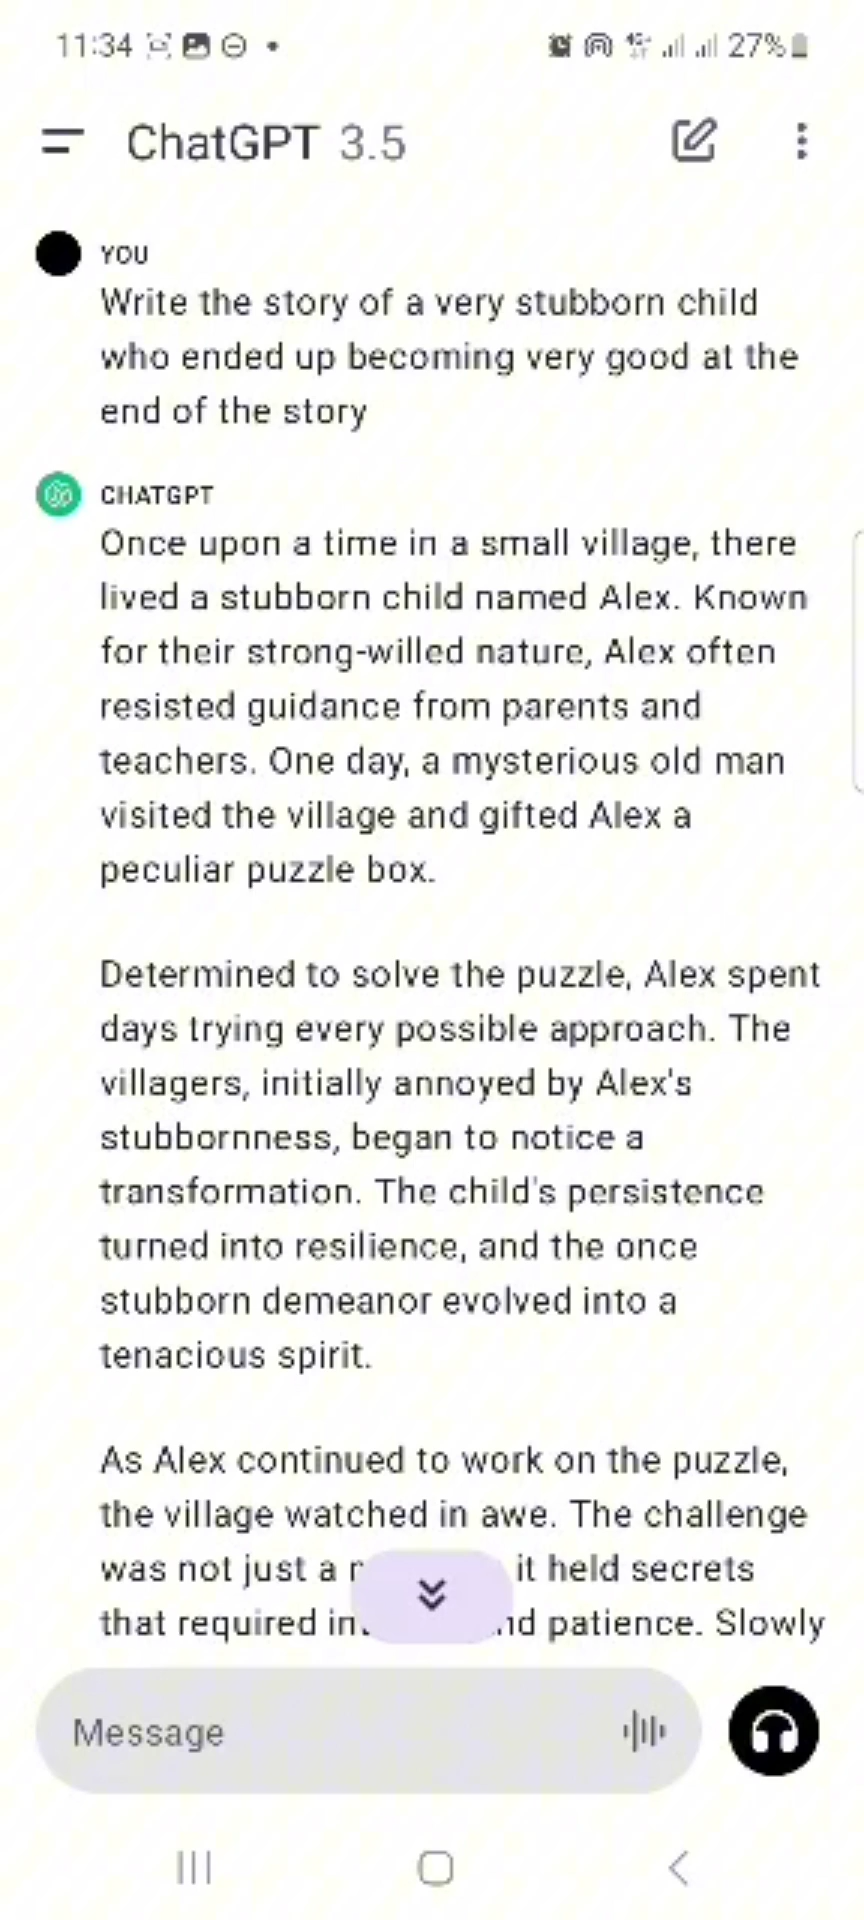 11:34 27%
ChatGPT 3.5
YOU
Write the story of a very stubborn child
who ended up becoming very good at the
end of the story
CHATGPT
Once upon a time in a small village, there
lived a stubborn child named Alex. Known
for their strong-willed nature, Alex often
resisted guidance from parents and
teachers. One day, a mysterious old man
visited the village and gifted Alex a
peculiar puzzle box.
Determined to solve the puzzle, Alex spent
days trying every possible approach. The
villagers, initially annoyed by Alex's
stubbornness, began to notice a
transformation. The child's persistence
turned into resilience, and the once
stubborn demeanor evolved into a
tenacious spirit.
As Alex continued to work on the puzzle,
the village watched in awe. The challenge
was not just a it held secrets
that required patience. Slowly
Message